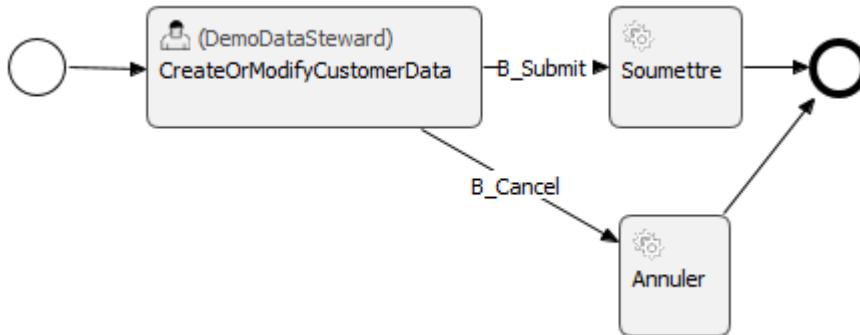 (DemoDataSteward)
CreateOrModifyCustomerData
B_Submit
Soumettre
B_Cancel
Annuler